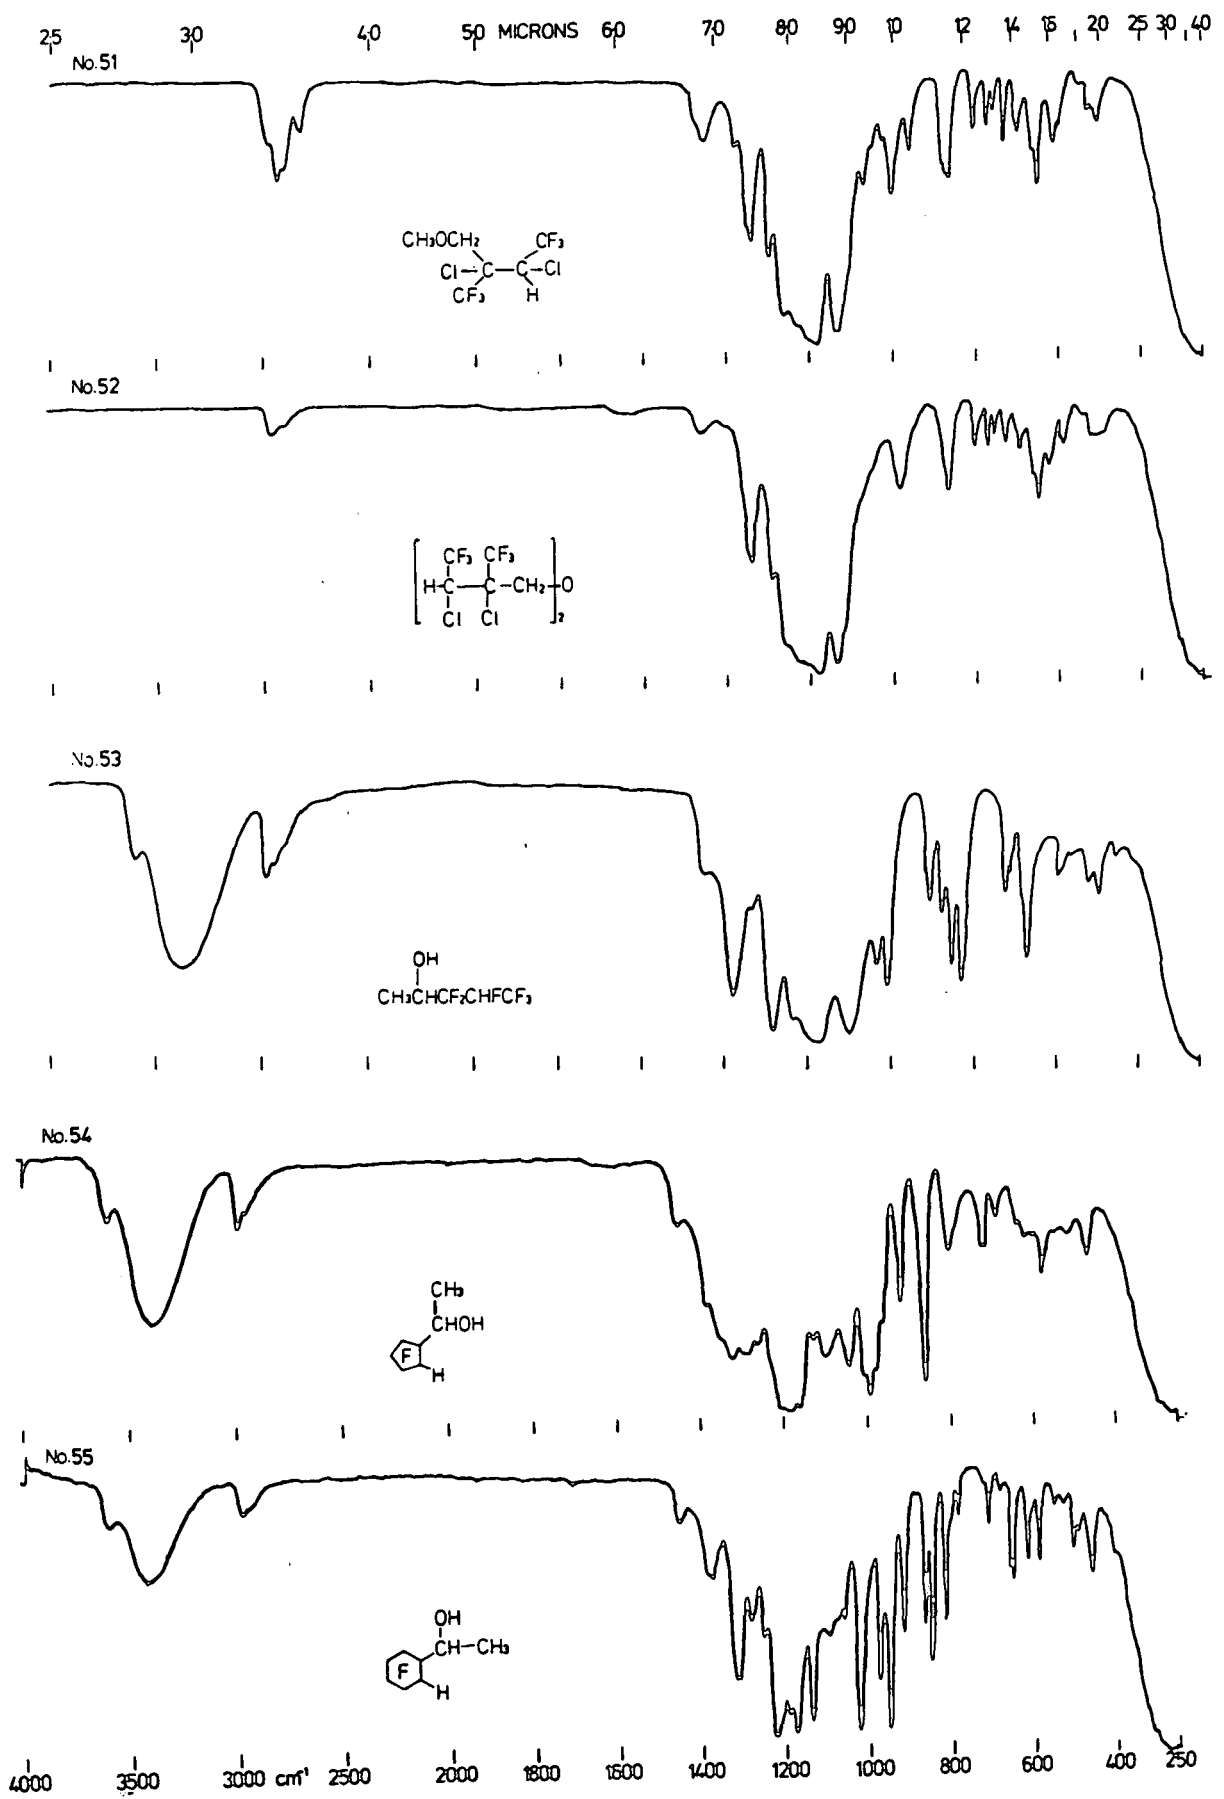 2,5 3,0 4,0 5,0 MICRONS 6,0 7,0 8,0 9,0 10 12 14 16 20 25 30 40
No.51
CH₃OCH₂ CF₃
Cl C C Cl
CF₃ H
No.52
CF₃ CF₃
H C C CH₂ O
Cl Cl 2
No.53
OH
CH₃CHCF₂CHFCF₃
No.54
CH₃
CHOH
F
H
No.55
OH
CH CH₃
F
H
4000 3500 3000 cm⁻¹ 2500 2000 1800 1600 1400 1200 1000 800 600 400 250